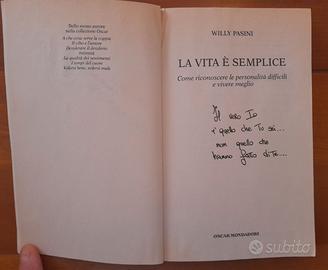 Dello stesso autore
nella collezione Oscar
A che cosa serve la coppia
Il cibo e l'amore
Desiderare il desiderio
Intimità
La qualità dei sentimenti
I tempi del cuore
Volersi bene, volersi male
WILLY PASINI
LA VITA È SEMPLICE
Come riconoscere le personalità difficili
e vivere meglio
Il vero Io
è quello che Tu sei...
non quello che
hanno fatto di Te...
OSCAR MONDADORI
subito